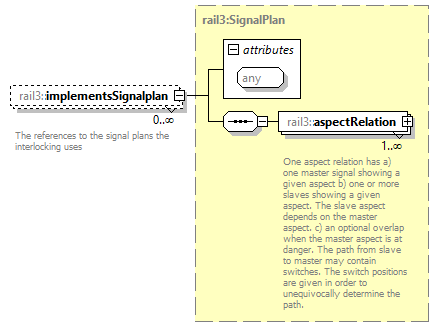 rail3:SignalPlan
attributes
any
rail3::implementsSignalplan
0..∞
The references to the signal plans the
interlocking uses
rail3::aspectRelation
1..∞
One aspect relation has a)
one master signal showing a
given aspect b) one or more
slaves showing a given
aspect. The slave aspect
depends on the master
aspect. c) an optional overlap
when the master aspect is at
danger. The path from slave
to master may contain
switches. The switch positions
are given in order to
unequivocally determine the
path.